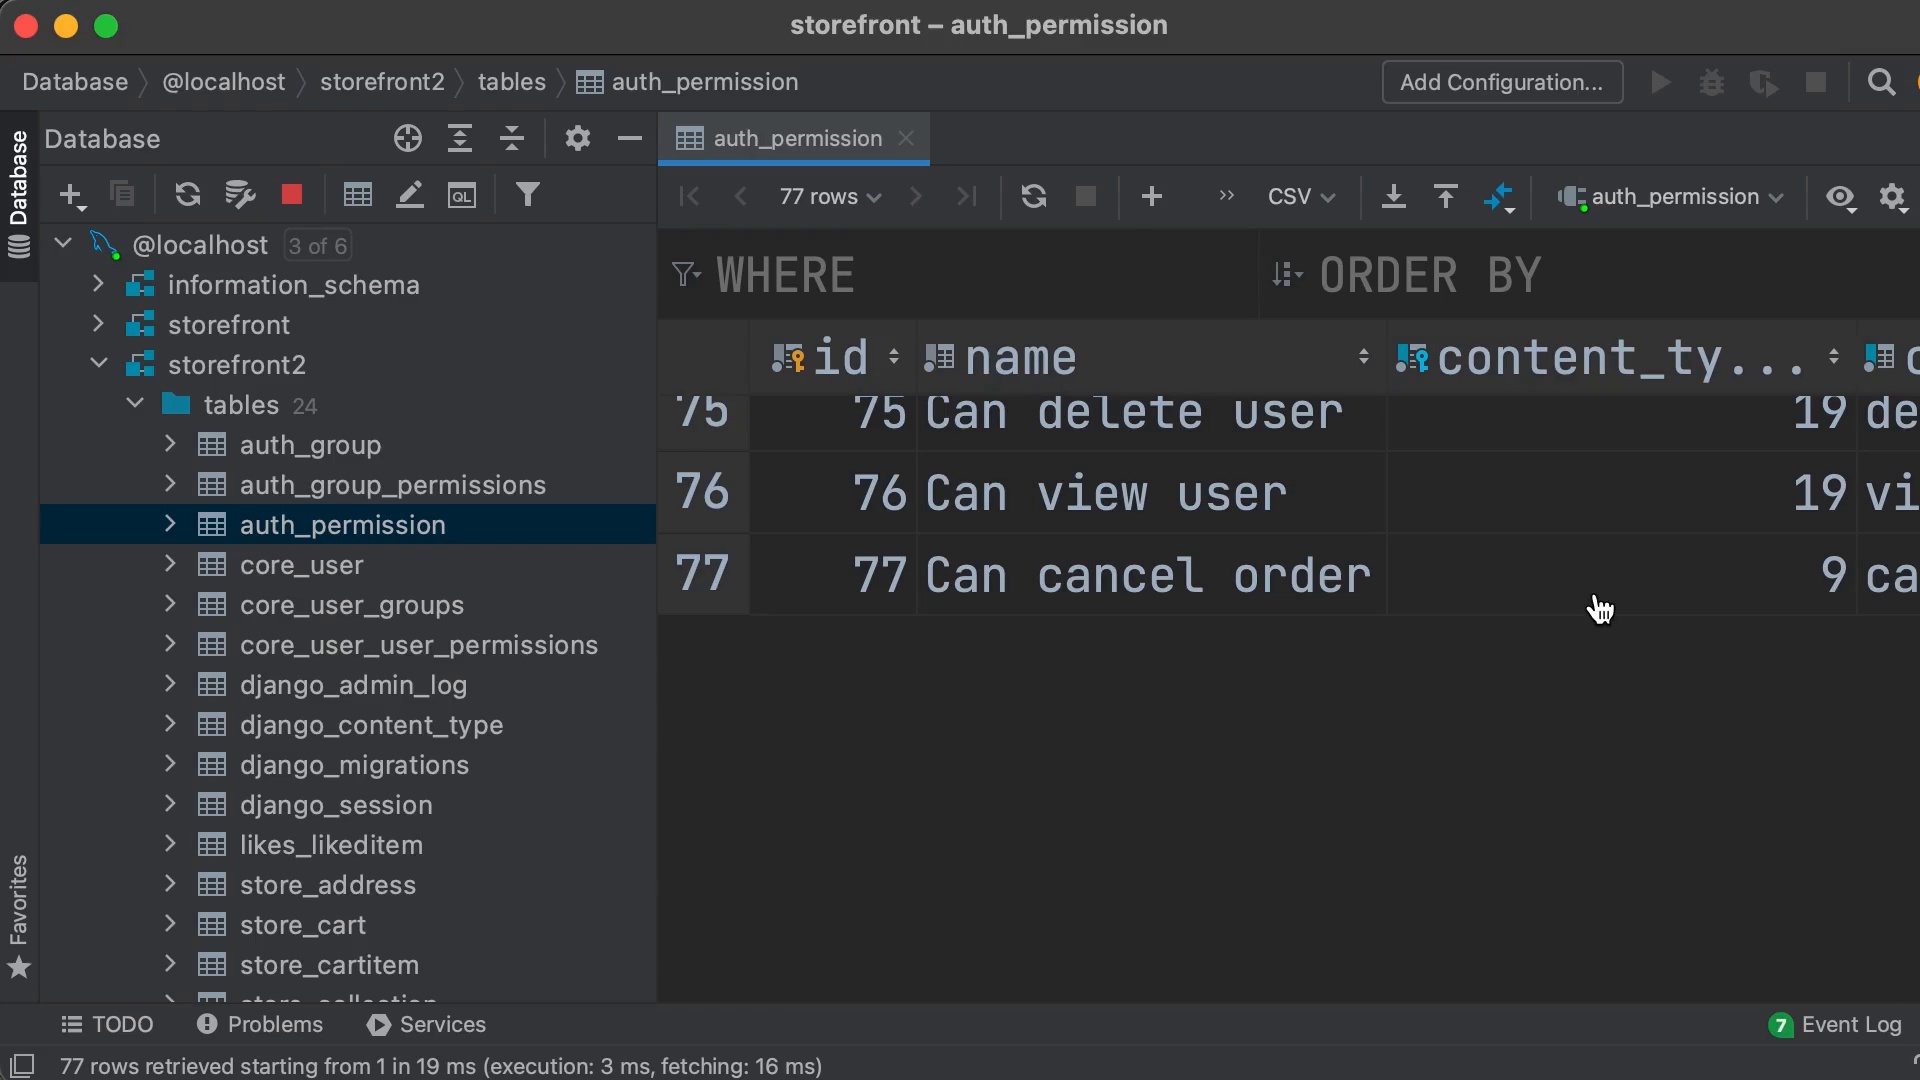 storefront – auth_permission
Database @localhost storefront2 tables auth_permission
Add Configuration...
Database
Database
auth_permission
QL
77 rows
CSV
auth_permission
@localhost 3 of 6
information_schema
storefront
storefront2
tables 24
auth_group
auth_group_permissions
auth_permission
core_user
core_user_groups
core_user_user_permissions
django_admin_log
django_content_type
django_migrations
django_session
likes_likeditem
store_address
store_cart
store_cartitem
store_collection
WHERE
ORDER BY
id name content_ty...
75 75 Can delete user 19 de
76 76 Can view user 19 vi
77 77 Can cancel order 9 ca
Favorites
TODO Problems Services
7 Event Log
77 rows retrieved starting from 1 in 19 ms (execution: 3 ms, fetching: 16 ms)